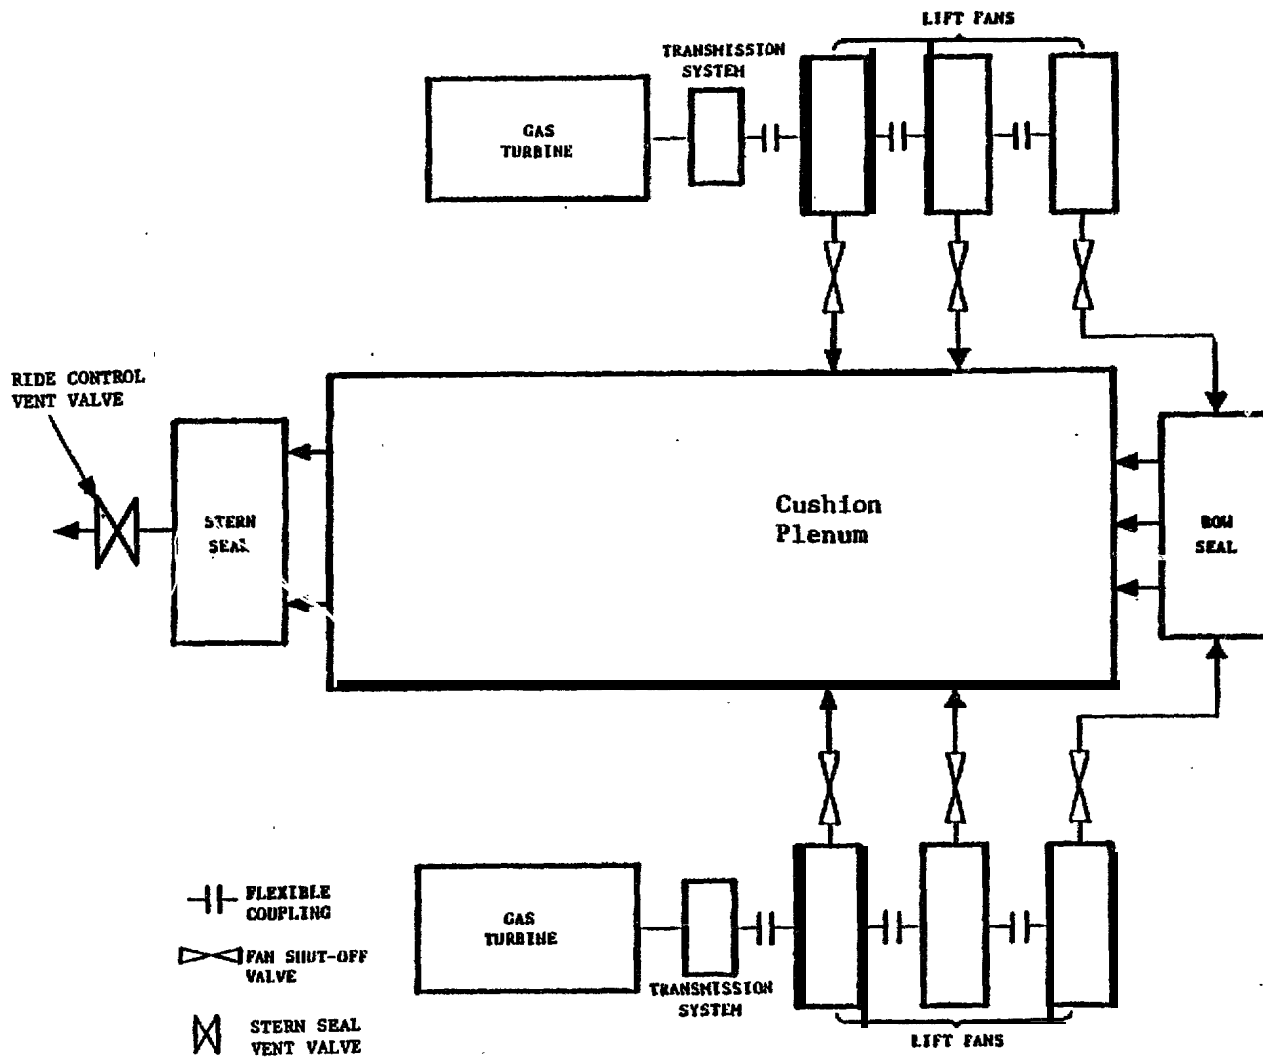 LIFT FANS
TRANSMISSION
SYSTEM
GAS
TURBINE
RIDE CONTROL
VENT VALVE
STERN
SEAL
Cushion
Plenum
BOW
SEAL
FLEXIBLE
COUPLING
FAN SHUT-OFF
VALVE
STERN SEAL
VENT VALVE
GAS
TURBINE
TRANSMISSION
SYSTEM
LIFT FANS